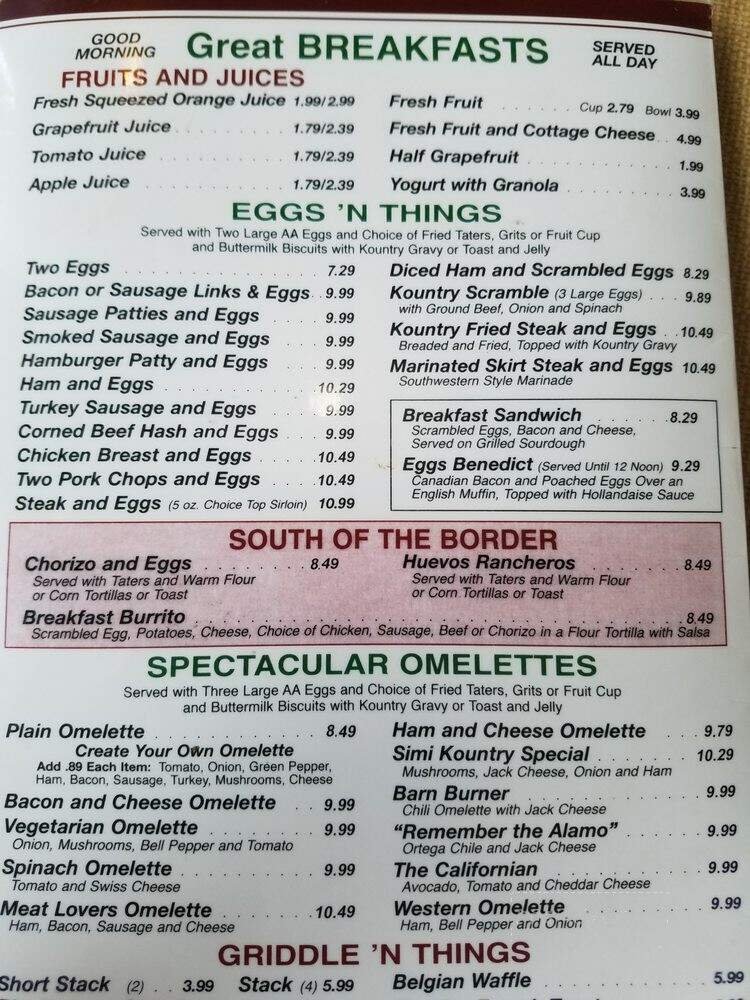 GOOD MORNING Great BREAKFASTS SERVED ALL DAY
FRUITS AND JUICES
Fresh Squeezed Orange Juice 1.99/2.99
Grapefruit Juice 1.79/2.39
Tomato Juice 1.79/2.39
Apple Juice 1.79/2.39
Fresh Fruit Cup 2.79 Bowl 3.99
Fresh Fruit and Cottage Cheese 4.99
Half Grapefruit 1.99
Yogurt with Granola 3.99
EGGS 'N THINGS
Served with Two Large AA Eggs and Choice of Fried Taters, Grits or Fruit Cup
and Buttermilk Biscuits with Kountry Gravy or Toast and Jelly
Two Eggs 7.29
Bacon or Sausage Links & Eggs 9.99
Sausage Patties and Eggs 9.99
Smoked Sausage and Eggs 9.99
Hamburger Patty and Eggs 9.99
Ham and Eggs 10.29
Turkey Sausage and Eggs 9.99
Corned Beef Hash and Eggs 9.99
Chicken Breast and Eggs 10.49
Two Pork Chops and Eggs 10.49
Steak and Eggs (5 oz. Choice Top Sirloin) 10.99
Diced Ham and Scrambled Eggs 8.29
Kountry Scramble (3 Large Eggs) 9.89
with Ground Beef, Onion and Spinach
Kountry Fried Steak and Eggs 10.49
Breaded and Fried, Topped with Kountry Gravy
Marinated Skirt Steak and Eggs 10.49
Southwestern Style Marinade
Breakfast Sandwich 8.29
Scrambled Eggs, Bacon and Cheese,
Served on Grilled Sourdough
Eggs Benedict (Served Until 12 Noon) 9.29
Canadian Bacon and Poached Eggs Over an
English Muffin, Topped with Hollandaise Sauce
SOUTH OF THE BORDER
Chorizo and Eggs 8.49
Served with Taters and Warm Flour
or Corn Tortillas or Toast
Huevos Rancheros 8.49
Served with Taters and Warm Flour
or Corn Tortillas or Toast
Breakfast Burrito 8.49
Scrambled Egg, Potatoes, Cheese, Choice of Chicken, Sausage, Beef or Chorizo in a Flour Tortilla with Salsa
SPECTACULAR OMELETTES
Served with Three Large AA Eggs and Choice of Fried Taters, Grits or Fruit Cup
and Buttermilk Biscuits with Kountry Gravy or Toast and Jelly
Plain Omelette 8.49
Create Your Own Omelette
Add .89 Each Item: Tomato, Onion, Green Pepper,
Ham, Bacon, Sausage, Turkey, Mushrooms, Cheese
Bacon and Cheese Omelette 9.99
Vegetarian Omelette 9.99
Onion, Mushrooms, Bell Pepper and Tomato
Spinach Omelette 9.99
Tomato and Swiss Cheese
Meat Lovers Omelette 10.49
Ham, Bacon, Sausage and Cheese
Ham and Cheese Omelette 9.79
Simi Kountry Special 10.29
Mushrooms, Jack Cheese, Onion and Ham
Barn Burner 9.99
Chili Omelette with Jack Cheese
"Remember the Alamo" 9.99
Ortega Chile and Jack Cheese
The Californian 9.99
Avocado, Tomato and Cheddar Cheese
Western Omelette 9.99
Ham, Bell Pepper and Onion
GRIDDLE 'N THINGS
Short Stack (2) 3.99 Stack (4) 5.99
Belgian Waffle 5.99